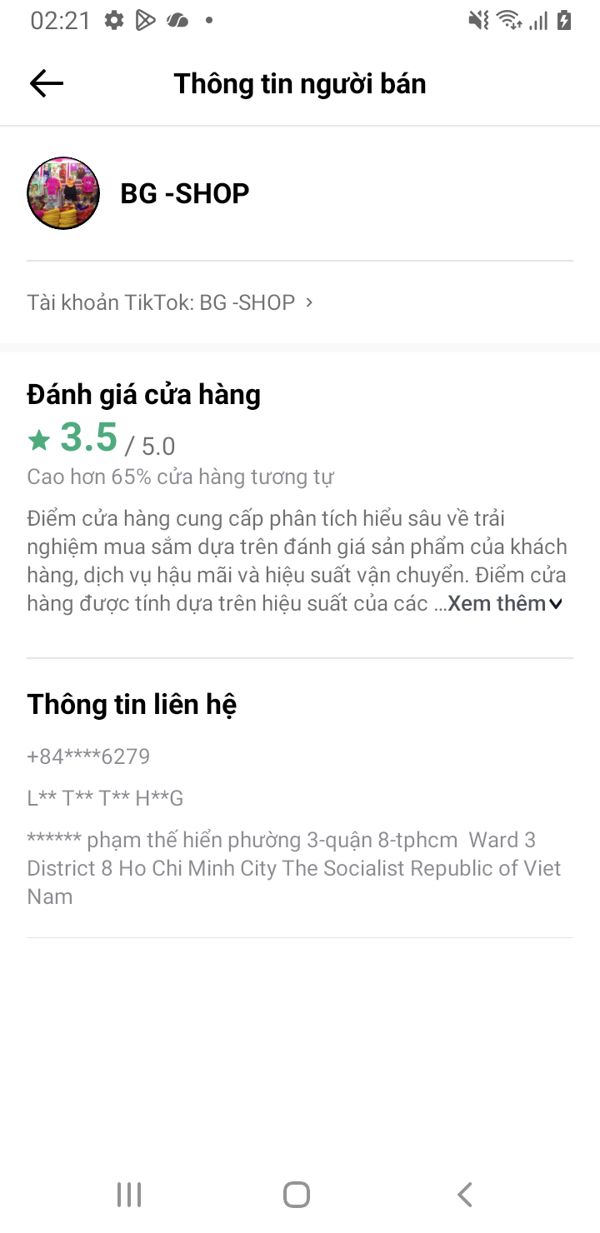 02:21
Thông tin người bán
BG -SHOP
Tài khoản TikTok: BG -SHOP ›
Đánh giá cửa hàng
3.5 / 5.0
Cao hơn 65% cửa hàng tương tự
Điểm cửa hàng cung cấp phân tích hiểu sâu về trải
nghiệm mua sắm dựa trên đánh giá sản phẩm của khách
hàng, dịch vụ hậu mãi và hiệu suất vận chuyển. Điểm cửa
hàng được tính dựa trên hiệu suất của các ...Xem thêm
Thông tin liên hệ
+84****6279
L** T** T** H**G
****** phạm thế hiển phường 3-quận 8-tphcm  Ward 3
District 8 Ho Chi Minh City The Socialist Republic of Viet
Nam